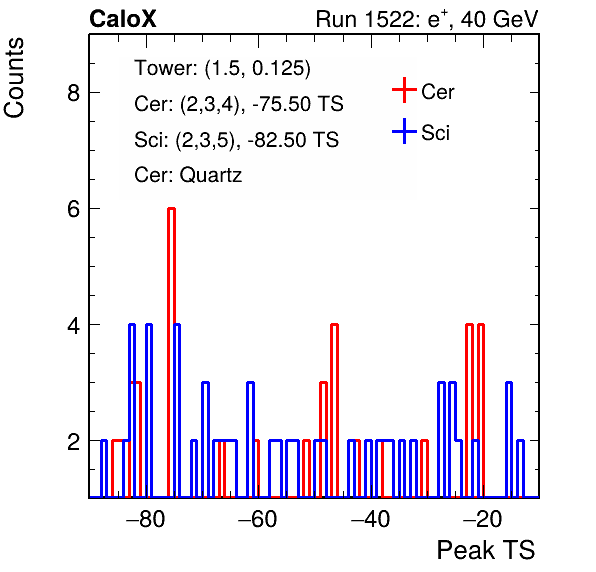 CaloX
Run 1522: e+, 40 GeV
Counts
Tower: (1.5, 0.125)
Cer: (2,3,4), -75.50 TS
Sci: (2,3,5), -82.50 TS
Cer: Quartz
Cer
Sci
8
6
4
2
−80 −60 −40 −20
Peak TS